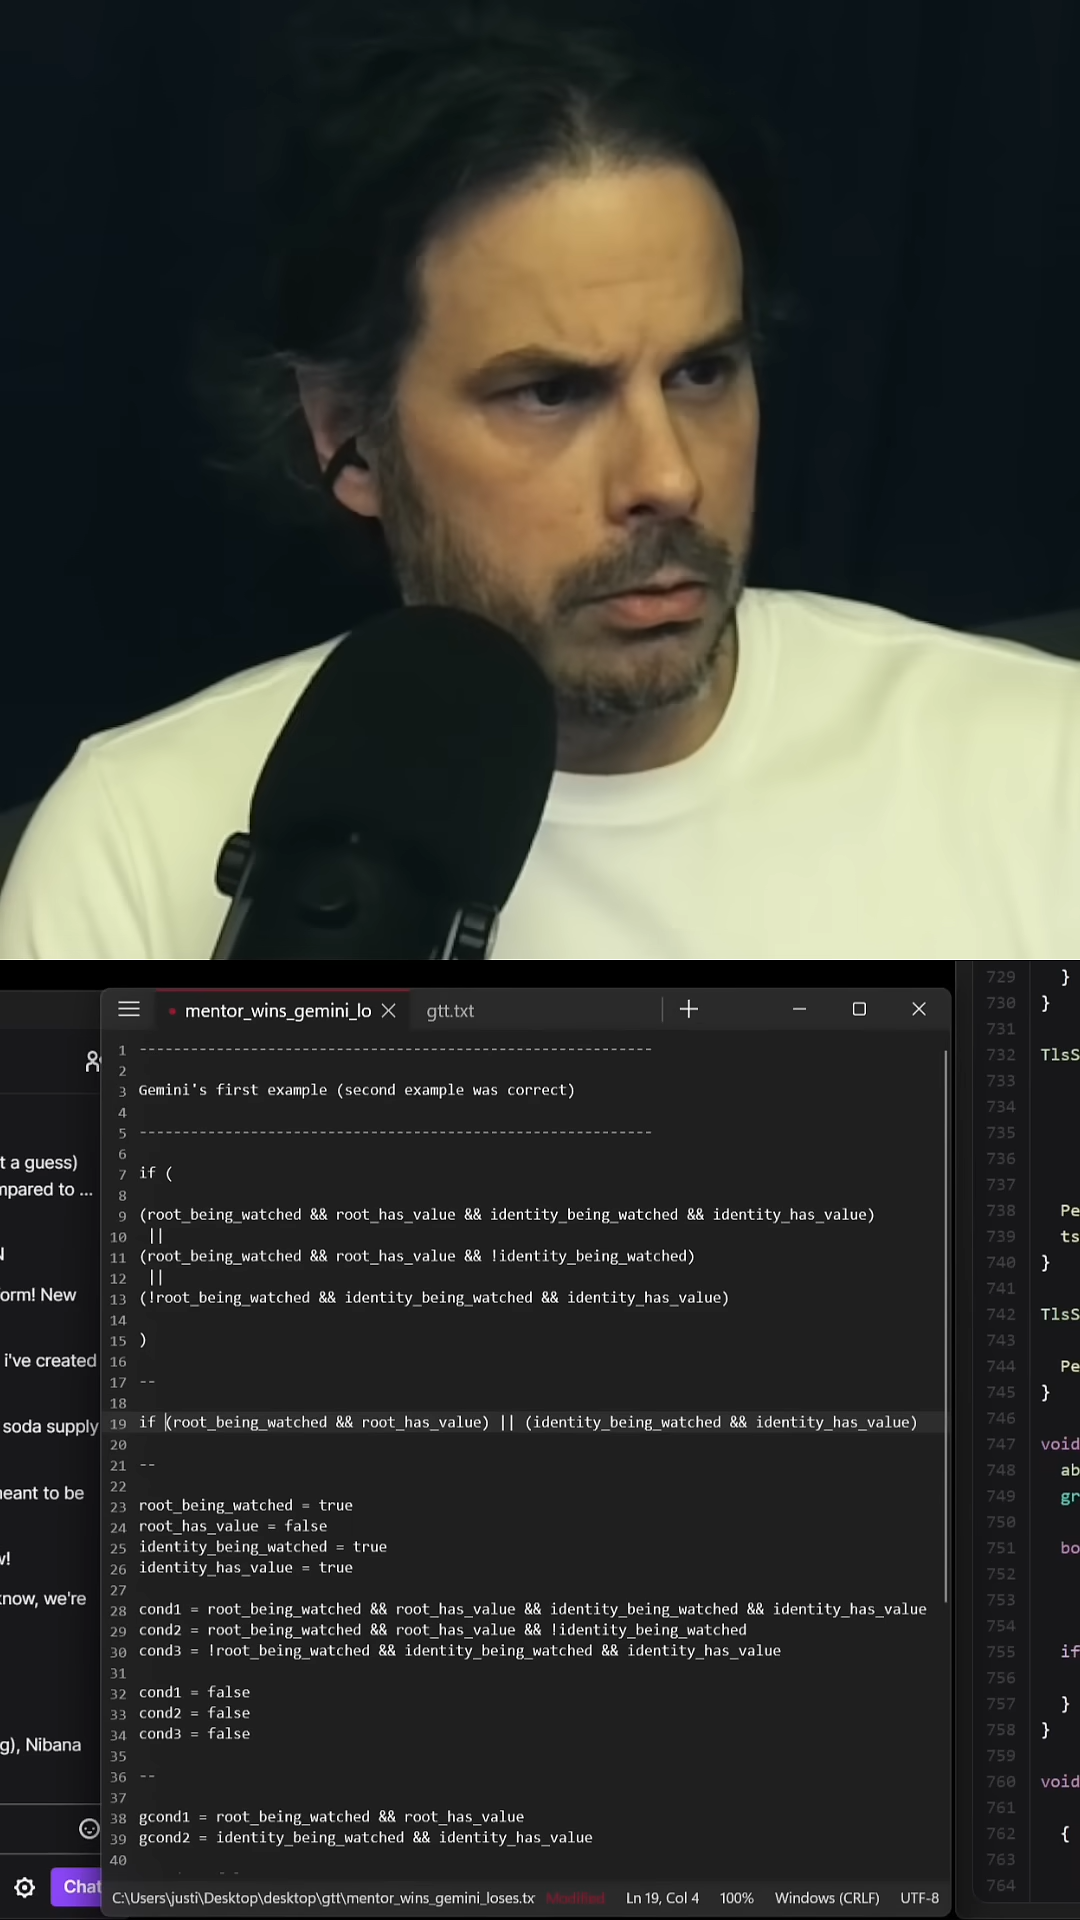 mentor_wins_gemini_lo
gtt.txt
1 ------------------------------------------------------------
2
3 Gemini's first example (second example was correct)
4
5 ------------------------------------------------------------
6
7 if (
8
9 (root_being_watched && root_has_value && identity_being_watched && identity_has_value)
10 ||
11 (root_being_watched && root_has_value && !identity_being_watched)
12 ||
13 (!root_being_watched && identity_being_watched && identity_has_value)
14
15 )
16
17 --
18
19 if (root_being_watched && root_has_value) || (identity_being_watched && identity_has_value)
20
21 --
22
23 root_being_watched = true
24 root_has_value = false
25 identity_being_watched = true
26 identity_has_value = true
27
28 cond1 = root_being_watched && root_has_value && identity_being_watched && identity_has_value
29 cond2 = root_being_watched && root_has_value && !identity_being_watched
30 cond3 = !root_being_watched && identity_being_watched && identity_has_value
31
32 cond1 = false
33 cond2 = false
34 cond3 = false
35
36 --
37
38 gcond1 = root_being_watched && root_has_value
39 gcond2 = identity_being_watched && identity_has_value
40
C:\Users\justi\Desktop\desktop\gtt\mentor_wins_gemini_loses.tx Modified Ln 19, Col 4 100% Windows (CRLF) UTF-8
t a guess)
mpared to ...
N
orm! New
i've created
soda supply
eant to be
w!
now, we're
g), Nibana
Chat
729 }
730 }
731
732 TlsS
733
734
735
736
737
738 Pe
739 ts
740 }
741
742 TlsS
743
744 Pe
745 }
746
747 void
748 ab
749 gr
750
751 bo
752
753
754
755 if
756
757 }
758 }
759
760 void
761
762 {
763
764